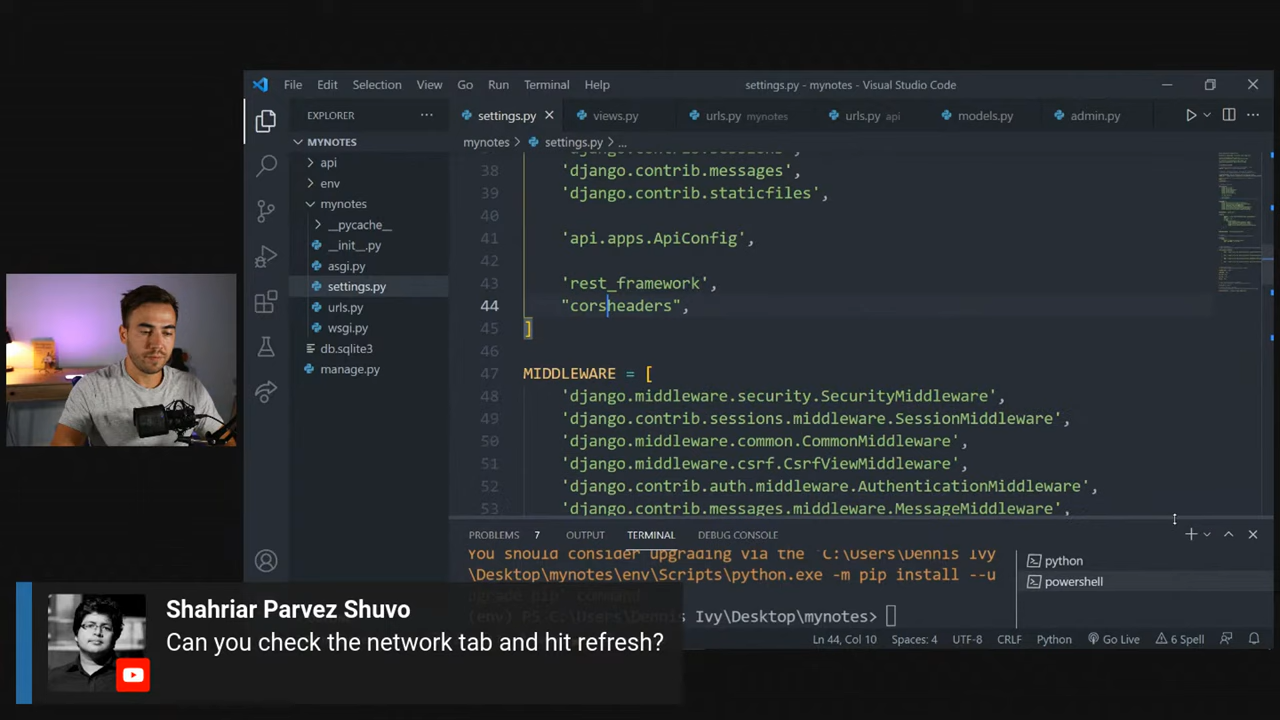 File Edit Selection View Go Run Terminal Help
settings.py - mynotes - Visual Studio Code
EXPLORER
settings.py views.py urls.py mynotes urls.py api models.py admin.py
MYNOTES
mynotes > settings.py > ...
api
env
mynotes
__pycache__
__init__.py
asgi.py
settings.py
urls.py
wsgi.py
db.sqlite3
manage.py
38 'django.contrib.messages',
39 'django.contrib.staticfiles',
40
41 'api.apps.ApiConfig',
42
43 'rest_framework',
44 "corsheaders",
45 ]
46
47 MIDDLEWARE = [
48 'django.middleware.security.SecurityMiddleware',
49 'django.contrib.sessions.middleware.SessionMiddleware',
50 'django.middleware.common.CommonMiddleware',
51 'django.middleware.csrf.CsrfViewMiddleware',
52 'django.contrib.auth.middleware.AuthenticationMiddleware',
53 'django.contrib.messages.middleware.MessageMiddleware',
PROBLEMS 7 OUTPUT TERMINAL DEBUG CONSOLE
You should consider upgrading via the 'C:\Users\Dennis Ivy
\Desktop\mynotes\env\Scripts\python.exe -m pip install --u
pgrade pip' command.
(env) PS C:\Users\Dennis Ivy\Desktop\mynotes>
python
powershell
Ln 44, Col 10 Spaces: 4 UTF-8 CRLF Python Go Live 6 Spell
Shahriar Parvez Shuvo
Can you check the network tab and hit refresh?